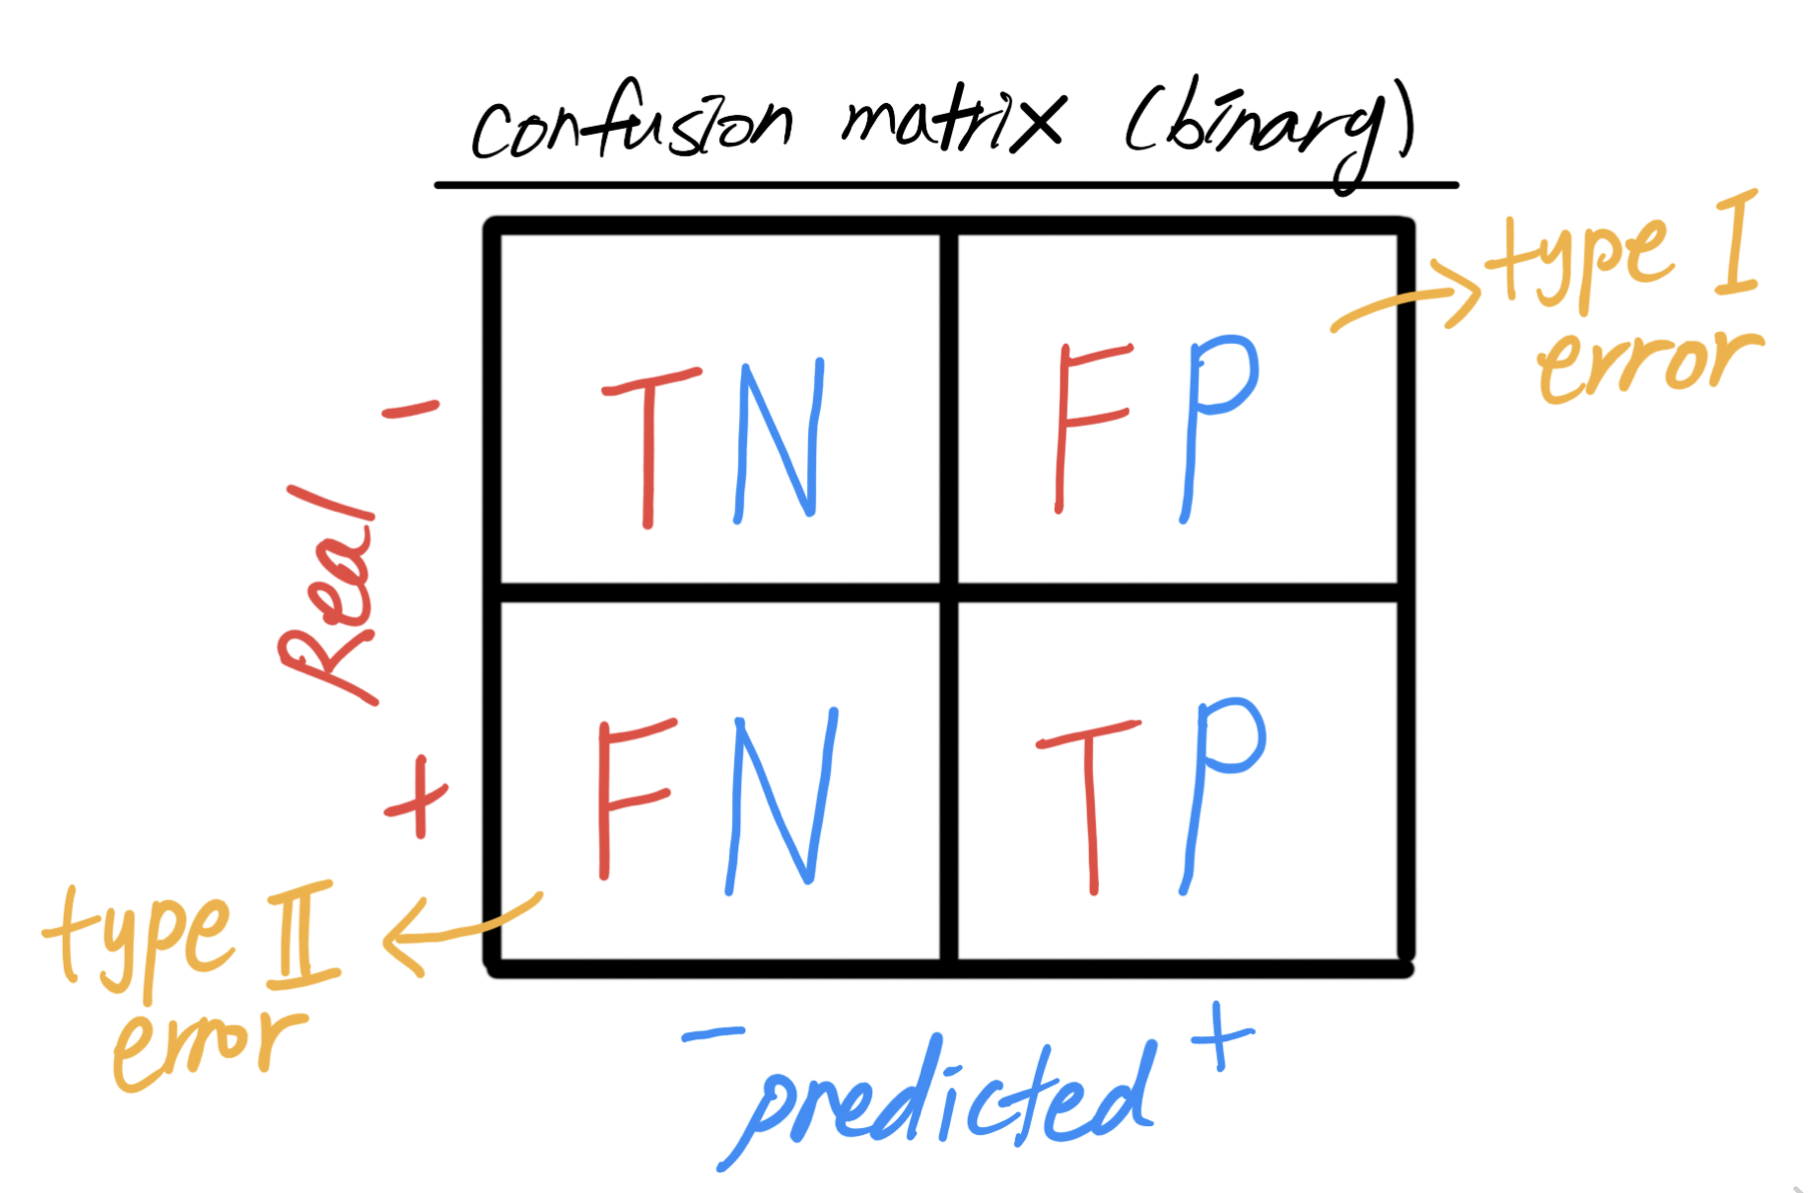 confusion matrix (binary)
type I
error
-
TN
FP
Real
+
FN
TP
type II
error
- +
predicted